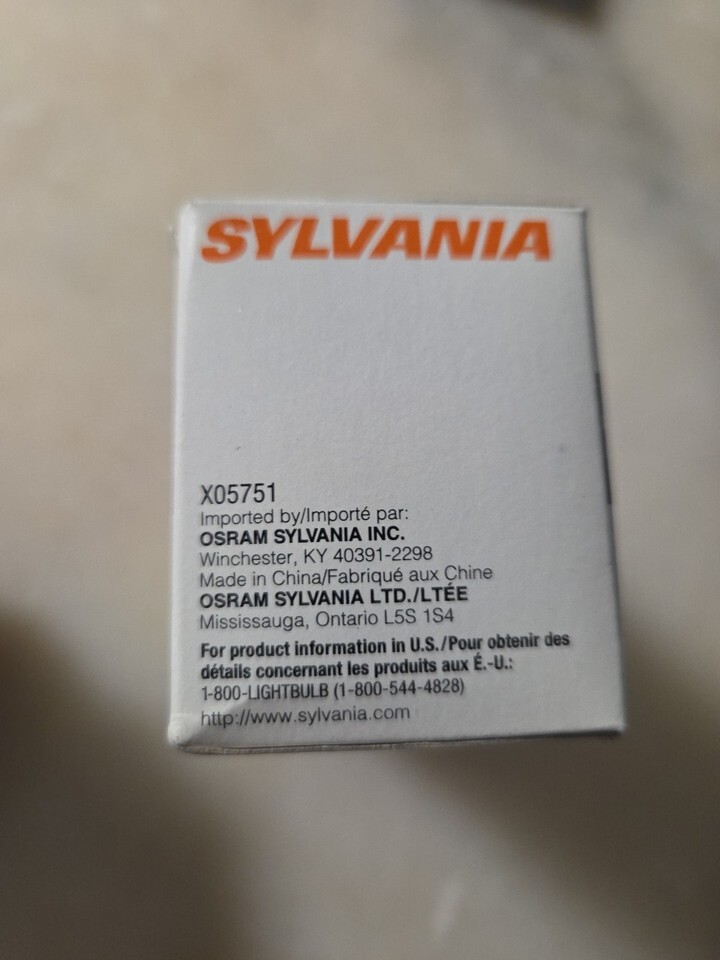 SYLVANIA
X05751
Imported by/Importé par:
OSRAM SYLVANIA INC.
Winchester, KY 40391-2298
Made in China/Fabriqué aux Chine
OSRAM SYLVANIA LTD./LTÉE
Mississauga, Ontario L5S 1S4
For product information in U.S./Pour obtenir des
détails concernant les produits aux É.-U.:
1-800-LIGHTBULB (1-800-544-4828)
http://www.sylvania.com